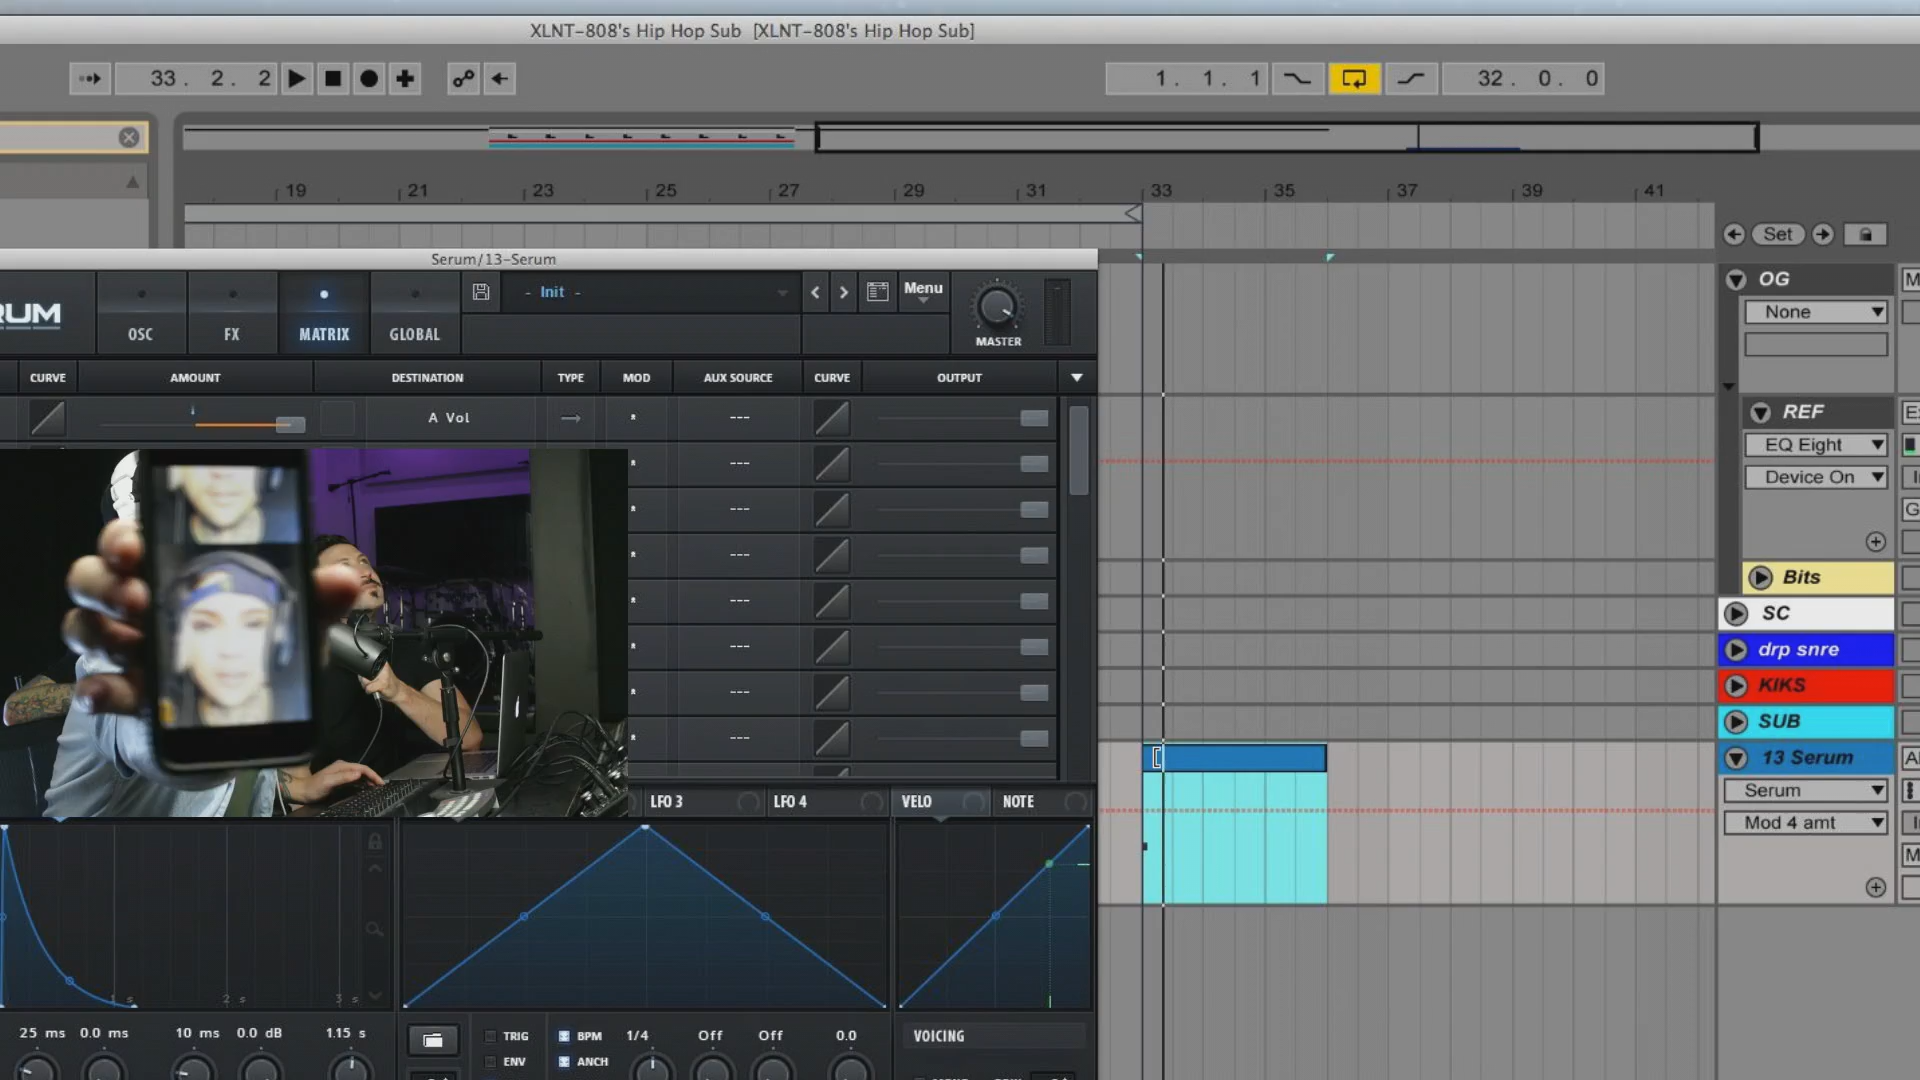 XLNT-808's Hip Hop Sub [XLNT-808's Hip Hop Sub]
33. 2. 2
1. 1. 1
32. 0. 0
19 21 23 25 27 29 31 33 35 37 39 41
Set
Serum/13-Serum
OG
None
RUM
OSC
FX
MATRIX
GLOBAL
- Init -
Menu
MASTER
CURVE AMOUNT DESTINATION TYPE MOD AUX SOURCE CURVE OUTPUT
A Vol
---
---
---
---
---
---
---
---
REF
EQ Eight
Device On
Bits
SC
drp snre
KIKS
SUB
13 Serum
Serum
Mod 4 amt
LFO 3
LFO 4
VELO
NOTE
1 s 2 s 3 s
25 ms 0.0 ms 10 ms 0.0 dB 1.15 s
TRIG
BPM
1/4
Off
Off
0.0
VOICING
ENV
ANCH